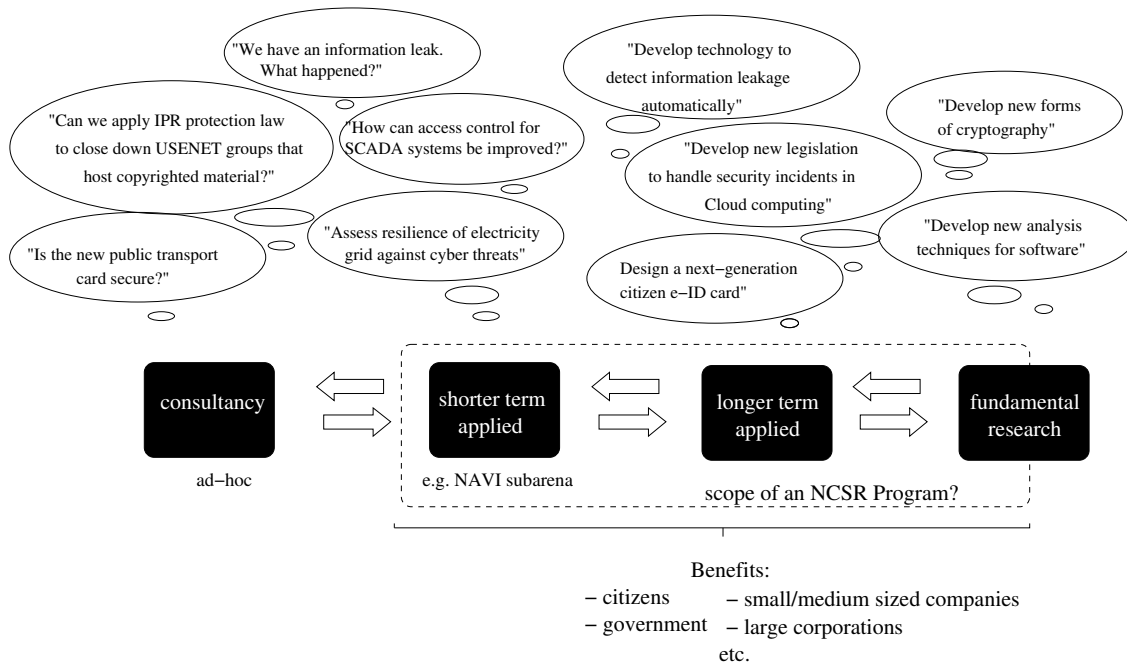 "We have an information leak.
What happened?"
"Develop technology to
detect information leakage
automatically"
"Can we apply IPR protection law
to close down USENET groups that
host copyrighted material?"
"How can access control for
SCADA systems be improved?"
"Develop new forms
of cryptography"
"Develop new legislation
to handle security incidents in
Cloud computing"
"Is the new public transport
card secure?"
"Assess resilience of electricity
grid against cyber threats"
Design a next−generation
citizen e−ID card"
"Develop new analysis
techniques for software"
consultancy
shorter term
applied
longer term
applied
fundamental
research
ad−hoc
e.g. NAVI subarena
scope of an NCSR Program?
Benefits:
− citizens
− government
− small/medium sized companies
− large corporations
etc.